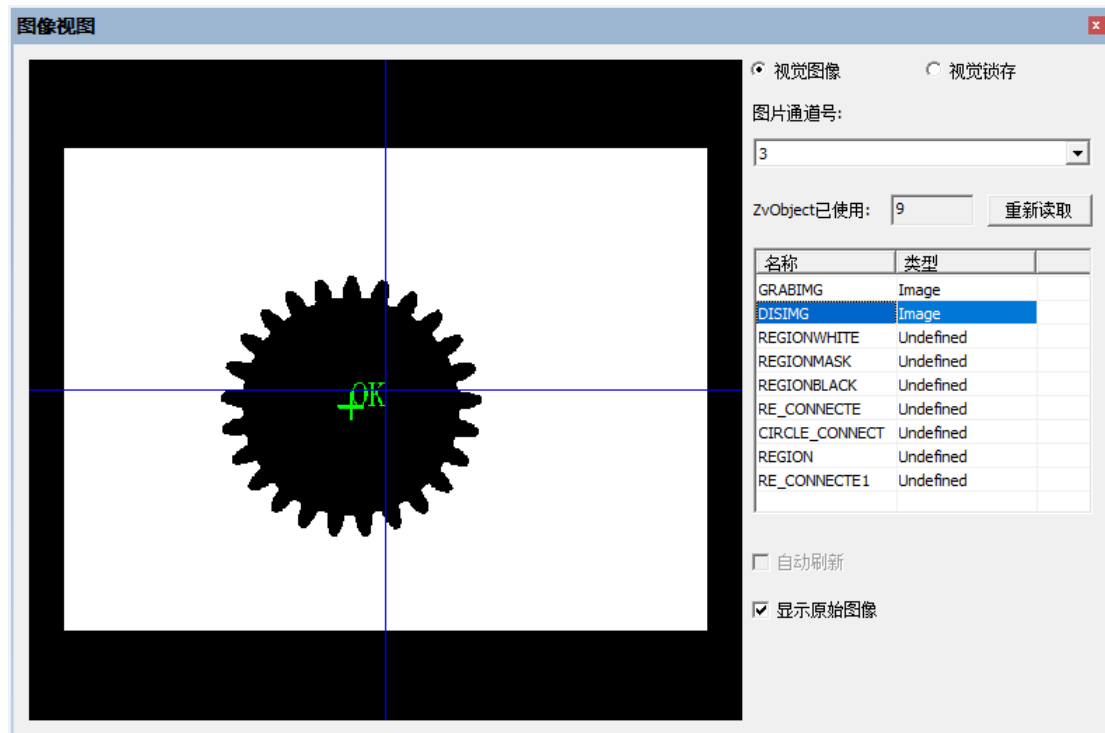 图像视图
OK
视觉图像 视觉锁存
图片通道号:
3
ZvObject已使用: 9 重新读取
名称 类型
GRABIMG Image
DISIMG Image
REGIONWHITE Undefined
REGIONMASK Undefined
REGIONBLACK Undefined
RE_CONNECTE Undefined
CIRCLE_CONNECT Undefined
REGION Undefined
RE_CONNECTE1 Undefined
自动刷新
显示原始图像